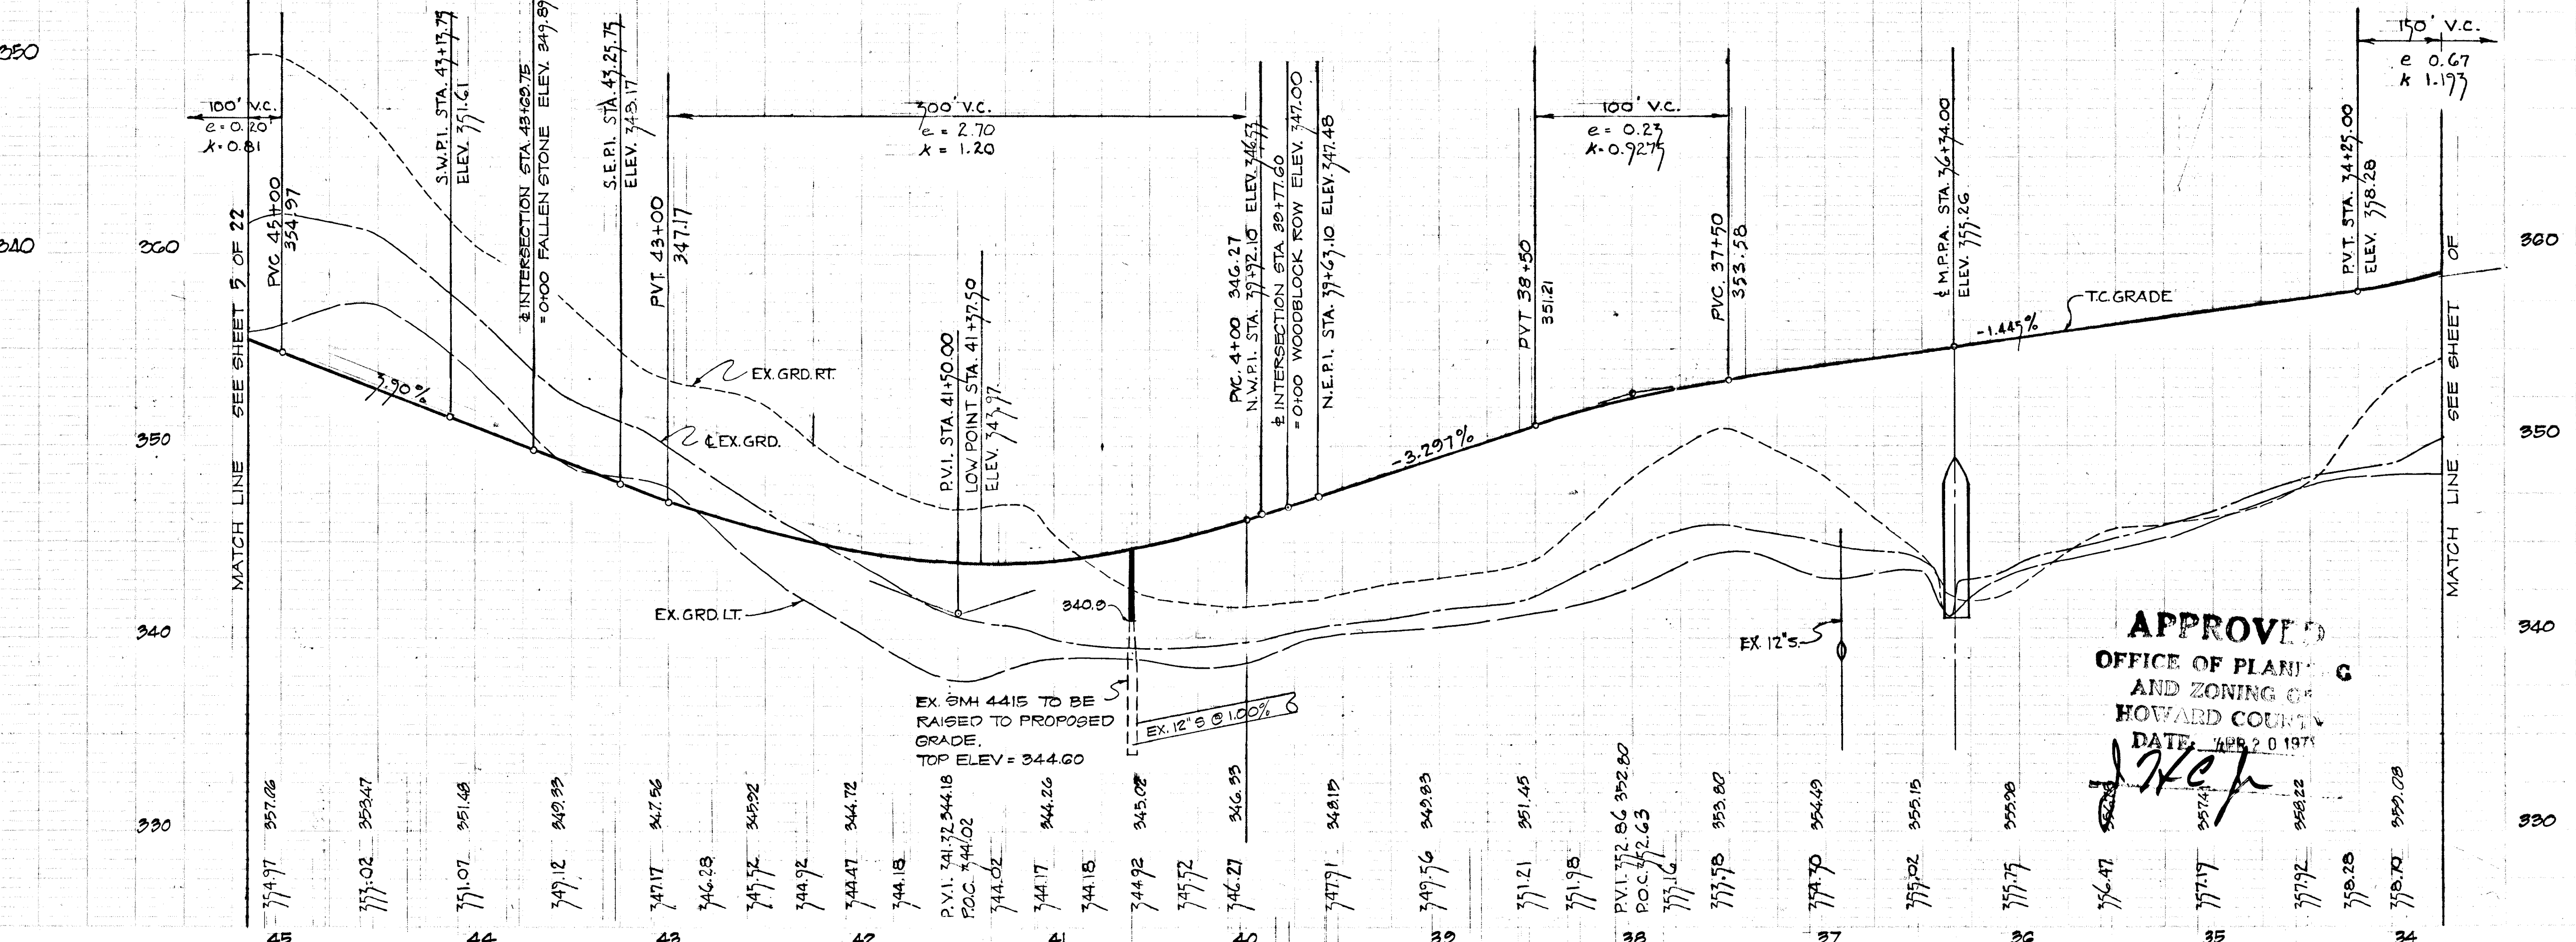 350
340
360
350
340
330
100' V.C.
e = 0.20
K = 0.81
MATCH LINE SEE SHEET 5 OF 22
PVC. 45+00
354.97
3.90%
S.W.P.I. STA. 43+13.75
ELEV. 351.61
℄ INTERSECTION STA. 43+69.75
= 0+00 FALLEN STONE ELEV. 349.89
S.E.P.I. STA. 43+25.75
ELEV. 348.17
PVT. 43+00
347.17
300' V.C.
e = 2.70
K = 1.20
EX. GRD. RT.
℄ EX. GRD.
EX. GRD. LT.
P.V.I. STA. 41+50.00
LOW POINT STA. 41+37.50
ELEV. 343.97
340.9
EX. SMH 4415 TO BE
RAISED TO PROPOSED
GRADE.
TOP ELEV = 344.60
EX. 12" S @ 1.00%
PVC. 4+00 346.27
N.W.P.I. STA. 39+92.10 ELEV. 346.53
℄ INTERSECTION STA. 39+77.60
= 0+00 WOODBLOCK ROW ELEV. 347.00
N.E.P.I. STA. 39+63.10 ELEV. 347.48
-3.297%
PVT 38+50
351.21
100' V.C.
e = 0.23
K = 0.9275
PVC. 37+50
353.58
EX. 12" S.
℄ M.P.P.A. STA. 36+34.00
ELEV. 355.26
-1.445%
T.C. GRADE
P.V.T. STA. 34+25.00
ELEV. 358.28
150' V.C.
e 0.67
K 1.193
MATCH LINE SEE SHEET OF
360
350
340
330
APPROVED
OFFICE OF PLANING
AND ZONING OF
HOWARD COUNTY
DATE: APR 20 197
357.06
353.47
351.48
349.33
347.56
345.92
344.72
344.18
344.26
345.02
346.33
348.15
349.83
351.45
352.80
353.80
354.49
355.15
355.98
358.22
359.08
354.97
353.02
351.07
349.12
347.17
346.28
345.52
344.92
344.47
344.18
P.V.I. 341.32
P.O.C. 344.02
344.02
344.17
344.18
344.92
345.52
346.27
347.91
349.56
351.21
351.98
P.V.I. 352.86
P.O.C. 352.63
353.16
353.58
354.30
355.02
355.75
356.47
357.19
357.92
358.28
358.70
45
44
43
42
41
40
39
38
37
36
35
34